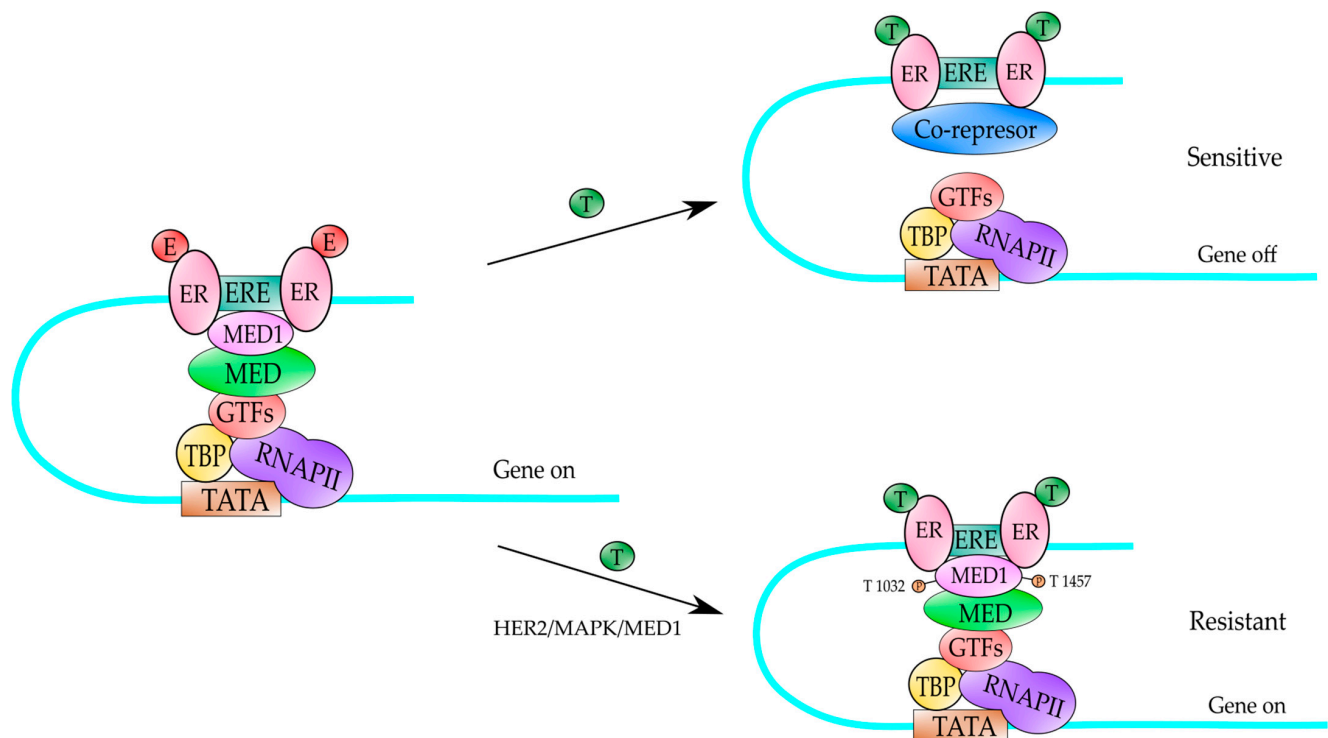 E
E
ER
ERE
ER
MED1
MED
GTFs
TBP
RNAPII
TATA
Gene on
T
T
HER2/MAPK/MED1
T
T
ER
ERE
ER
Co-represor
Sensitive
GTFs
TBP
RNAPII
TATA
Gene off
T
T
ER
ERE
ER
T 1032
P
MED1
P
T 1457
MED
Resistant
GTFs
TBP
RNAPII
TATA
Gene on